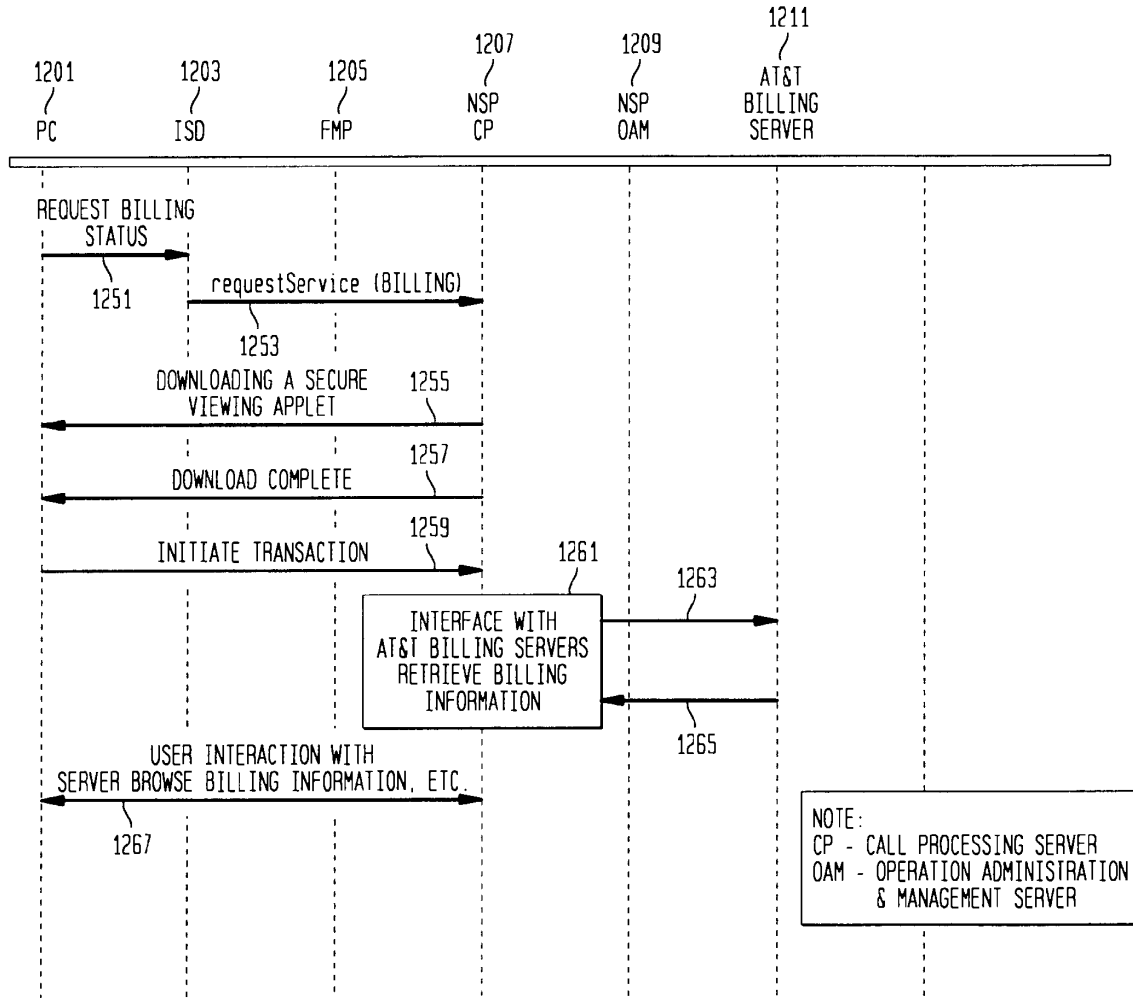 1201
PC
1203
ISD
1205
FMP
1207
NSP
CP
1209
NSP
OAM
1211
AT&T
BILLING
SERVER
REQUEST BILLING
STATUS
1251
requestService (BILLING)
1253
DOWNLOADING A SECURE
VIEWING APPLET
1255
DOWNLOAD COMPLETE
1257
INITIATE TRANSACTION
1259
1261
INTERFACE WITH
AT&T BILLING SERVERS
RETRIEVE BILLING
INFORMATION
1263
1265
USER INTERACTION WITH
SERVER BROWSE BILLING INFORMATION, ETC.
1267
NOTE:
CP - CALL PROCESSING SERVER
OAM - OPERATION ADMINISTRATION
& MANAGEMENT SERVER